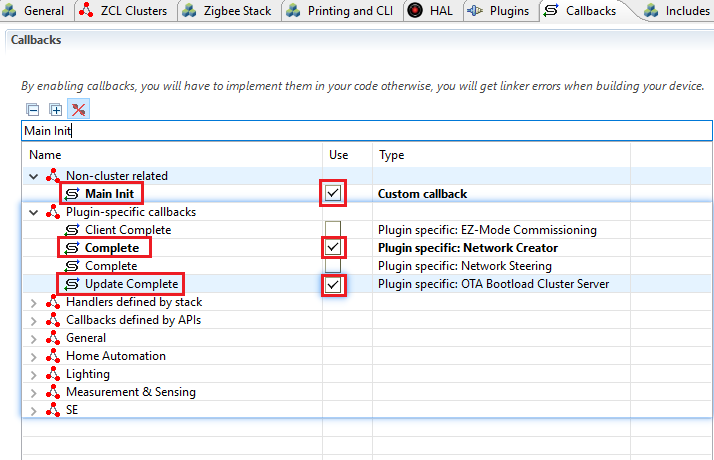 General ZCL Clusters Zigbee Stack Printing and CLI HAL Plugins Callbacks Includes
Callbacks
By enabling callbacks, you will have to implement them in your code otherwise, you will get linker errors when building your device.
Main Init
Name Use Type
Non-cluster related
Main Init Custom callback
Plugin-specific callbacks
Client Complete Plugin specific: EZ-Mode Commissioning
Complete Plugin specific: Network Creator
Complete Plugin specific: Network Steering
Update Complete Plugin specific: OTA Bootload Cluster Server
Handlers defined by stack
Callbacks defined by APIs
General
Home Automation
Lighting
Measurement & Sensing
SE